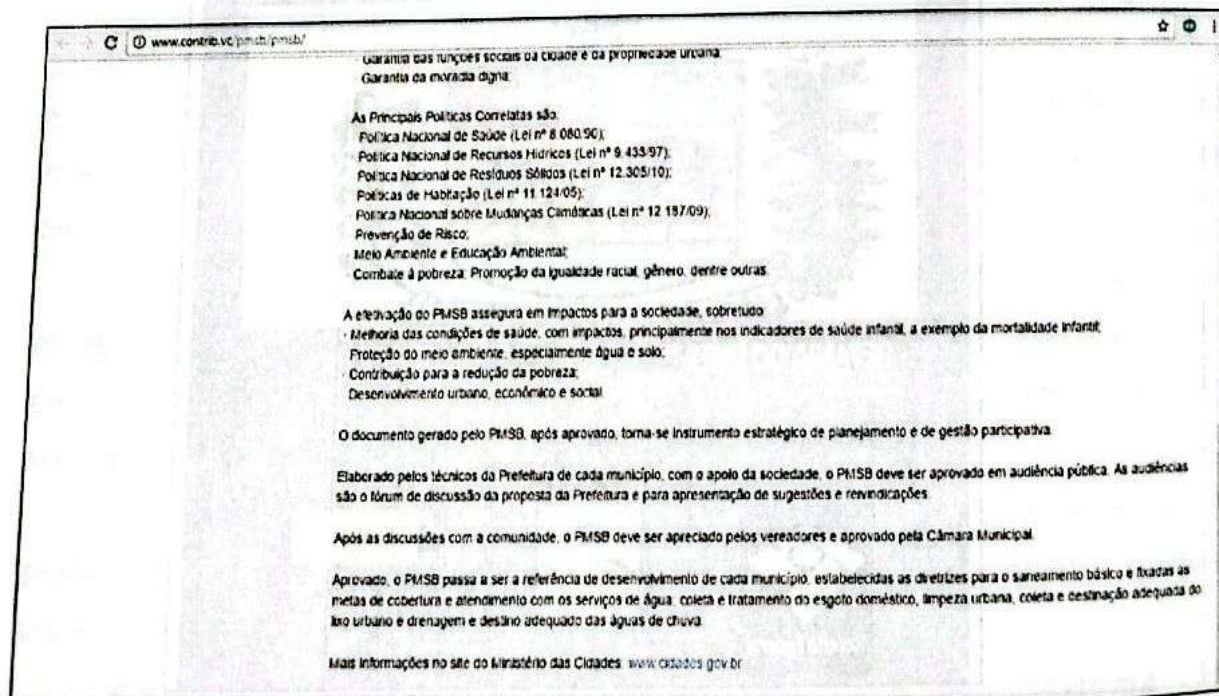 www.contrib.vc/pmsb/pmsb/
· Garantia das funções sociais da cidade e da propriedade urbana;
Garantia da moradia digna;
As Principais Políticas Correlatas são:
Política Nacional de Saúde (Lei nº 8.080/90);
· Política Nacional de Recursos Hídricos (Lei nº 9.433/97);
Política Nacional de Resíduos Sólidos (Lei nº 12.305/10);
Políticas de Habitação (Lei nº 11.124/05);
· Política Nacional sobre Mudanças Climáticas (Lei nº 12.187/09);
Prevenção de Risco;
Meio Ambiente e Educação Ambiental;
· Combate à pobreza; Promoção da igualdade racial, gênero, dentre outras.
A efetivação do PMSB assegura em impactos para a sociedade, sobretudo:
· Melhoria das condições de saúde, com impactos, principalmente nos indicadores de saúde infantil, a exemplo da mortalidade infantil;
Proteção do meio ambiente, especialmente água e solo;
· Contribuição para a redução da pobreza;
Desenvolvimento urbano, econômico e social.
O documento gerado pelo PMSB, após aprovado, torna-se instrumento estratégico de planejamento e de gestão participativa.
Elaborado pelos técnicos da Prefeitura de cada município, com o apoio da sociedade, o PMSB deve ser aprovado em audiência pública. As audiências
são o fórum de discussão da proposta da Prefeitura e para apresentação de sugestões e reivindicações.
Após as discussões com a comunidade, o PMSB deve ser apreciado pelos vereadores e aprovado pela Câmara Municipal.
Aprovado, o PMSB passa a ser a referência de desenvolvimento de cada município, estabelecidas as diretrizes para o saneamento básico e fixadas as
metas de cobertura e atendimento com os serviços de água; coleta e tratamento do esgoto doméstico, limpeza urbana, coleta e destinação adequada do
lixo urbano e drenagem e destino adequado das águas de chuva.
Mais informações no site do Ministério das Cidades: www.cidades.gov.br